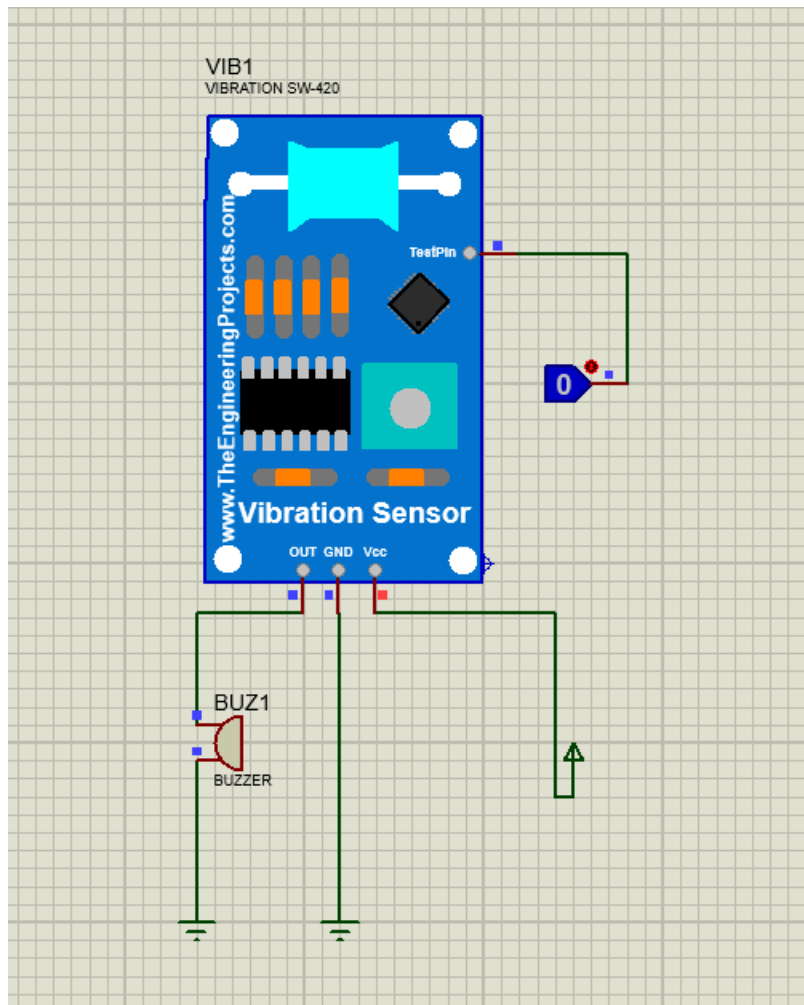 VIB1
VIBRATION SW-420
www.TheEngineeringProjects.com
TestPin
0
Vibration Sensor
OUT GND Vcc
BUZ1
BUZZER